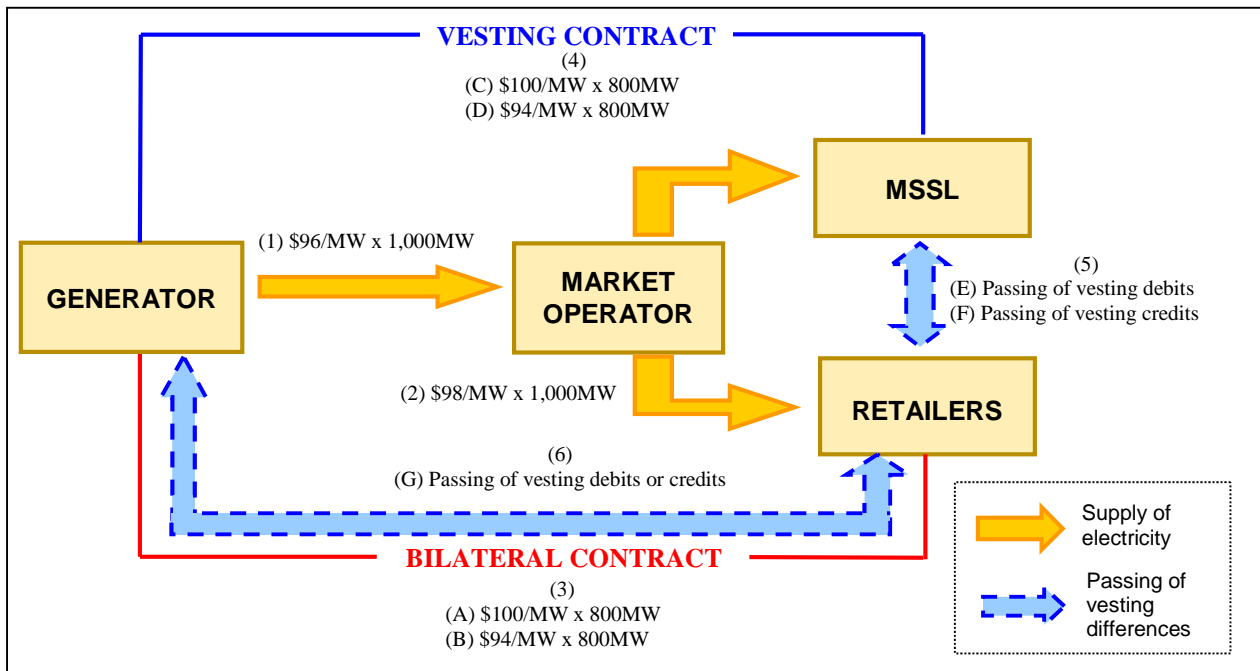 VESTING CONTRACT
(4)
(C) $100/MW x 800MW
(D) $94/MW x 800MW
MSSL
(1) $96/MW x 1,000MW
GENERATOR
MARKET
OPERATOR
(5)
(E) Passing of vesting debits
(F) Passing of vesting credits
(2) $98/MW x 1,000MW
RETAILERS
(6)
(G) Passing of vesting debits or credits
BILATERAL CONTRACT
(3)
(A) $100/MW x 800MW
(B) $94/MW x 800MW
Supply of
electricity
Passing of
vesting
differences